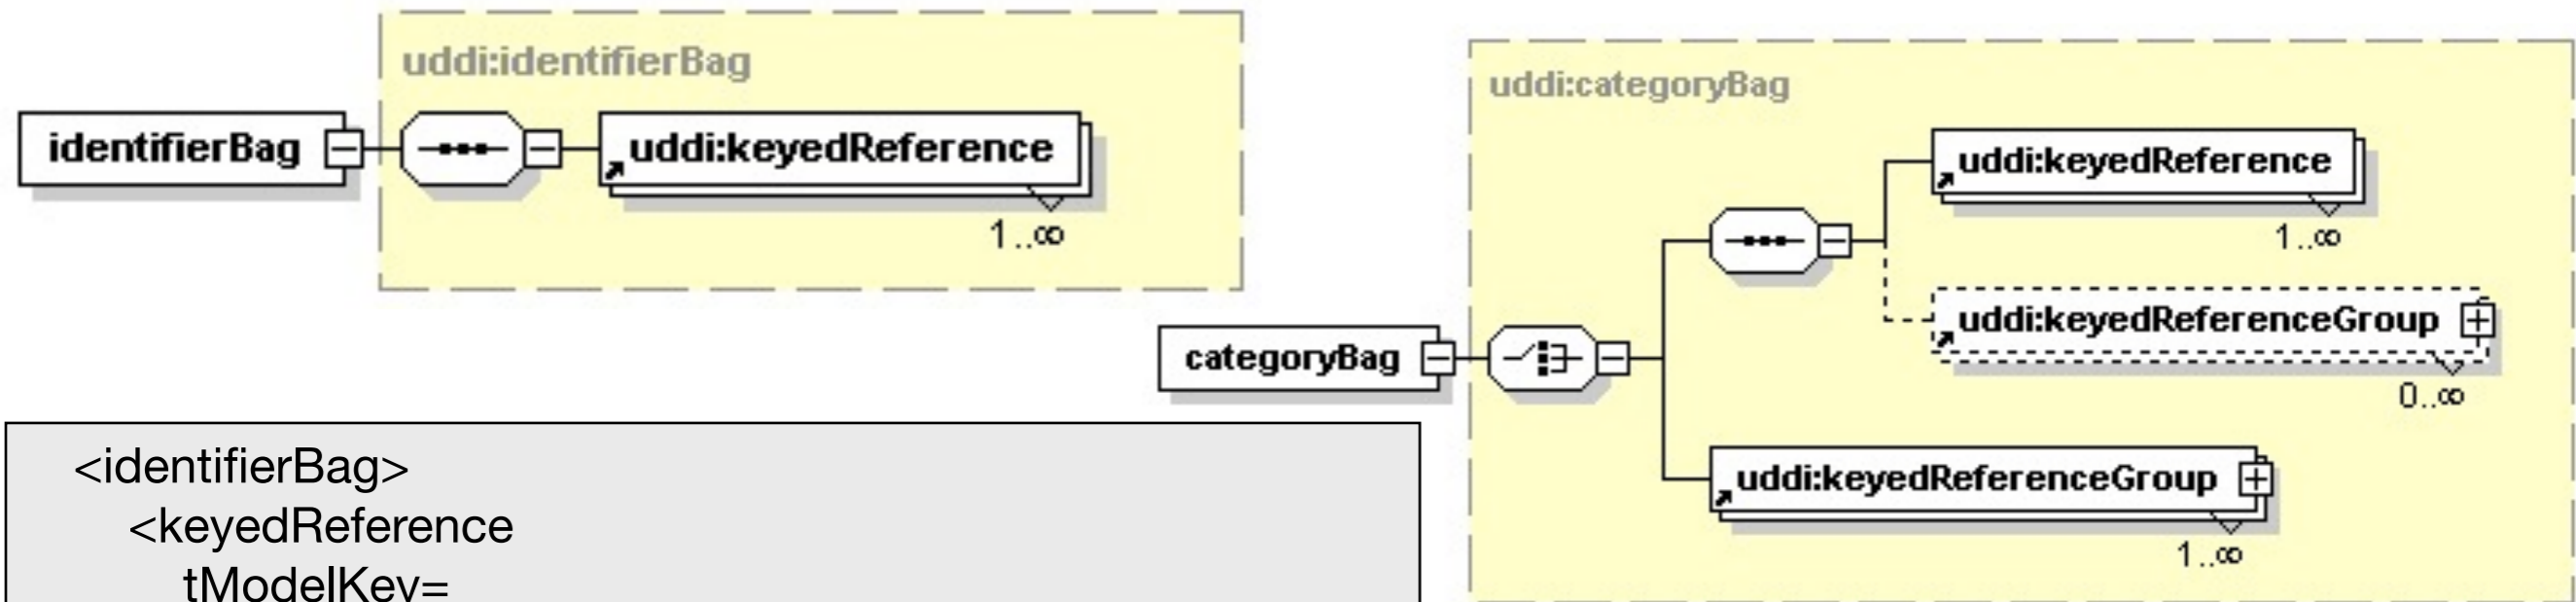 uddi:identifierBag
identifierBag
uddi:keyedReference
1..∞
uddi:categoryBag
categoryBag
uddi:keyedReference
1..∞
uddi:keyedReferenceGroup
0..∞
uddi:keyedReferenceGroup
1..∞
<identifierBag>
<keyedReference
tModelKey=